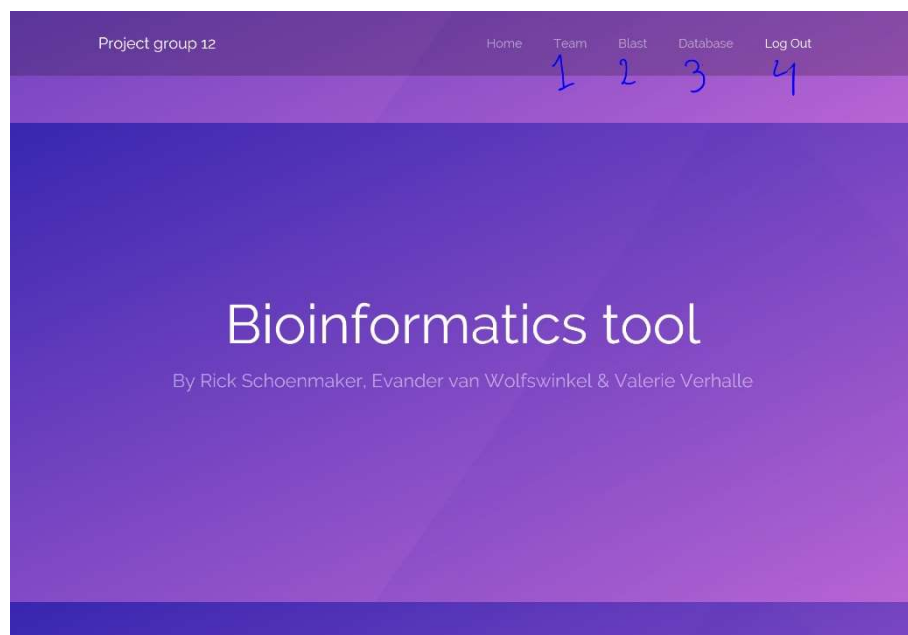 Project group 12
Home Team Blast Database Log Out
1 2 3 4
Bioinformatics tool
By Rick Schoenmaker, Evander van Wolfswinkel & Valerie Verhalle